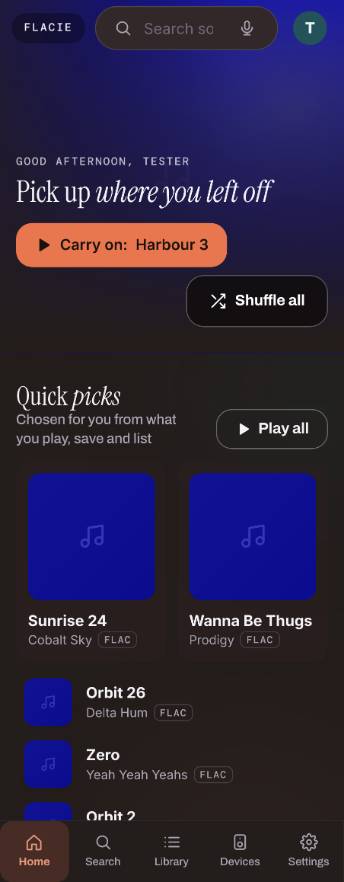 FLACIE
Search so
T
GOOD AFTERNOON, TESTER
Pick up where you left off
Carry on: Harbour 3
Shuffle all
Quick picks
Chosen for you from what
you play, save and list
Play all
Sunrise 24
Cobalt Sky FLAC
Wanna Be Thugs
Prodigy FLAC
Orbit 26
Delta Hum FLAC
Zero
Yeah Yeah Yeahs FLAC
Orbit 2
Home
Search
Library
Devices
Settings